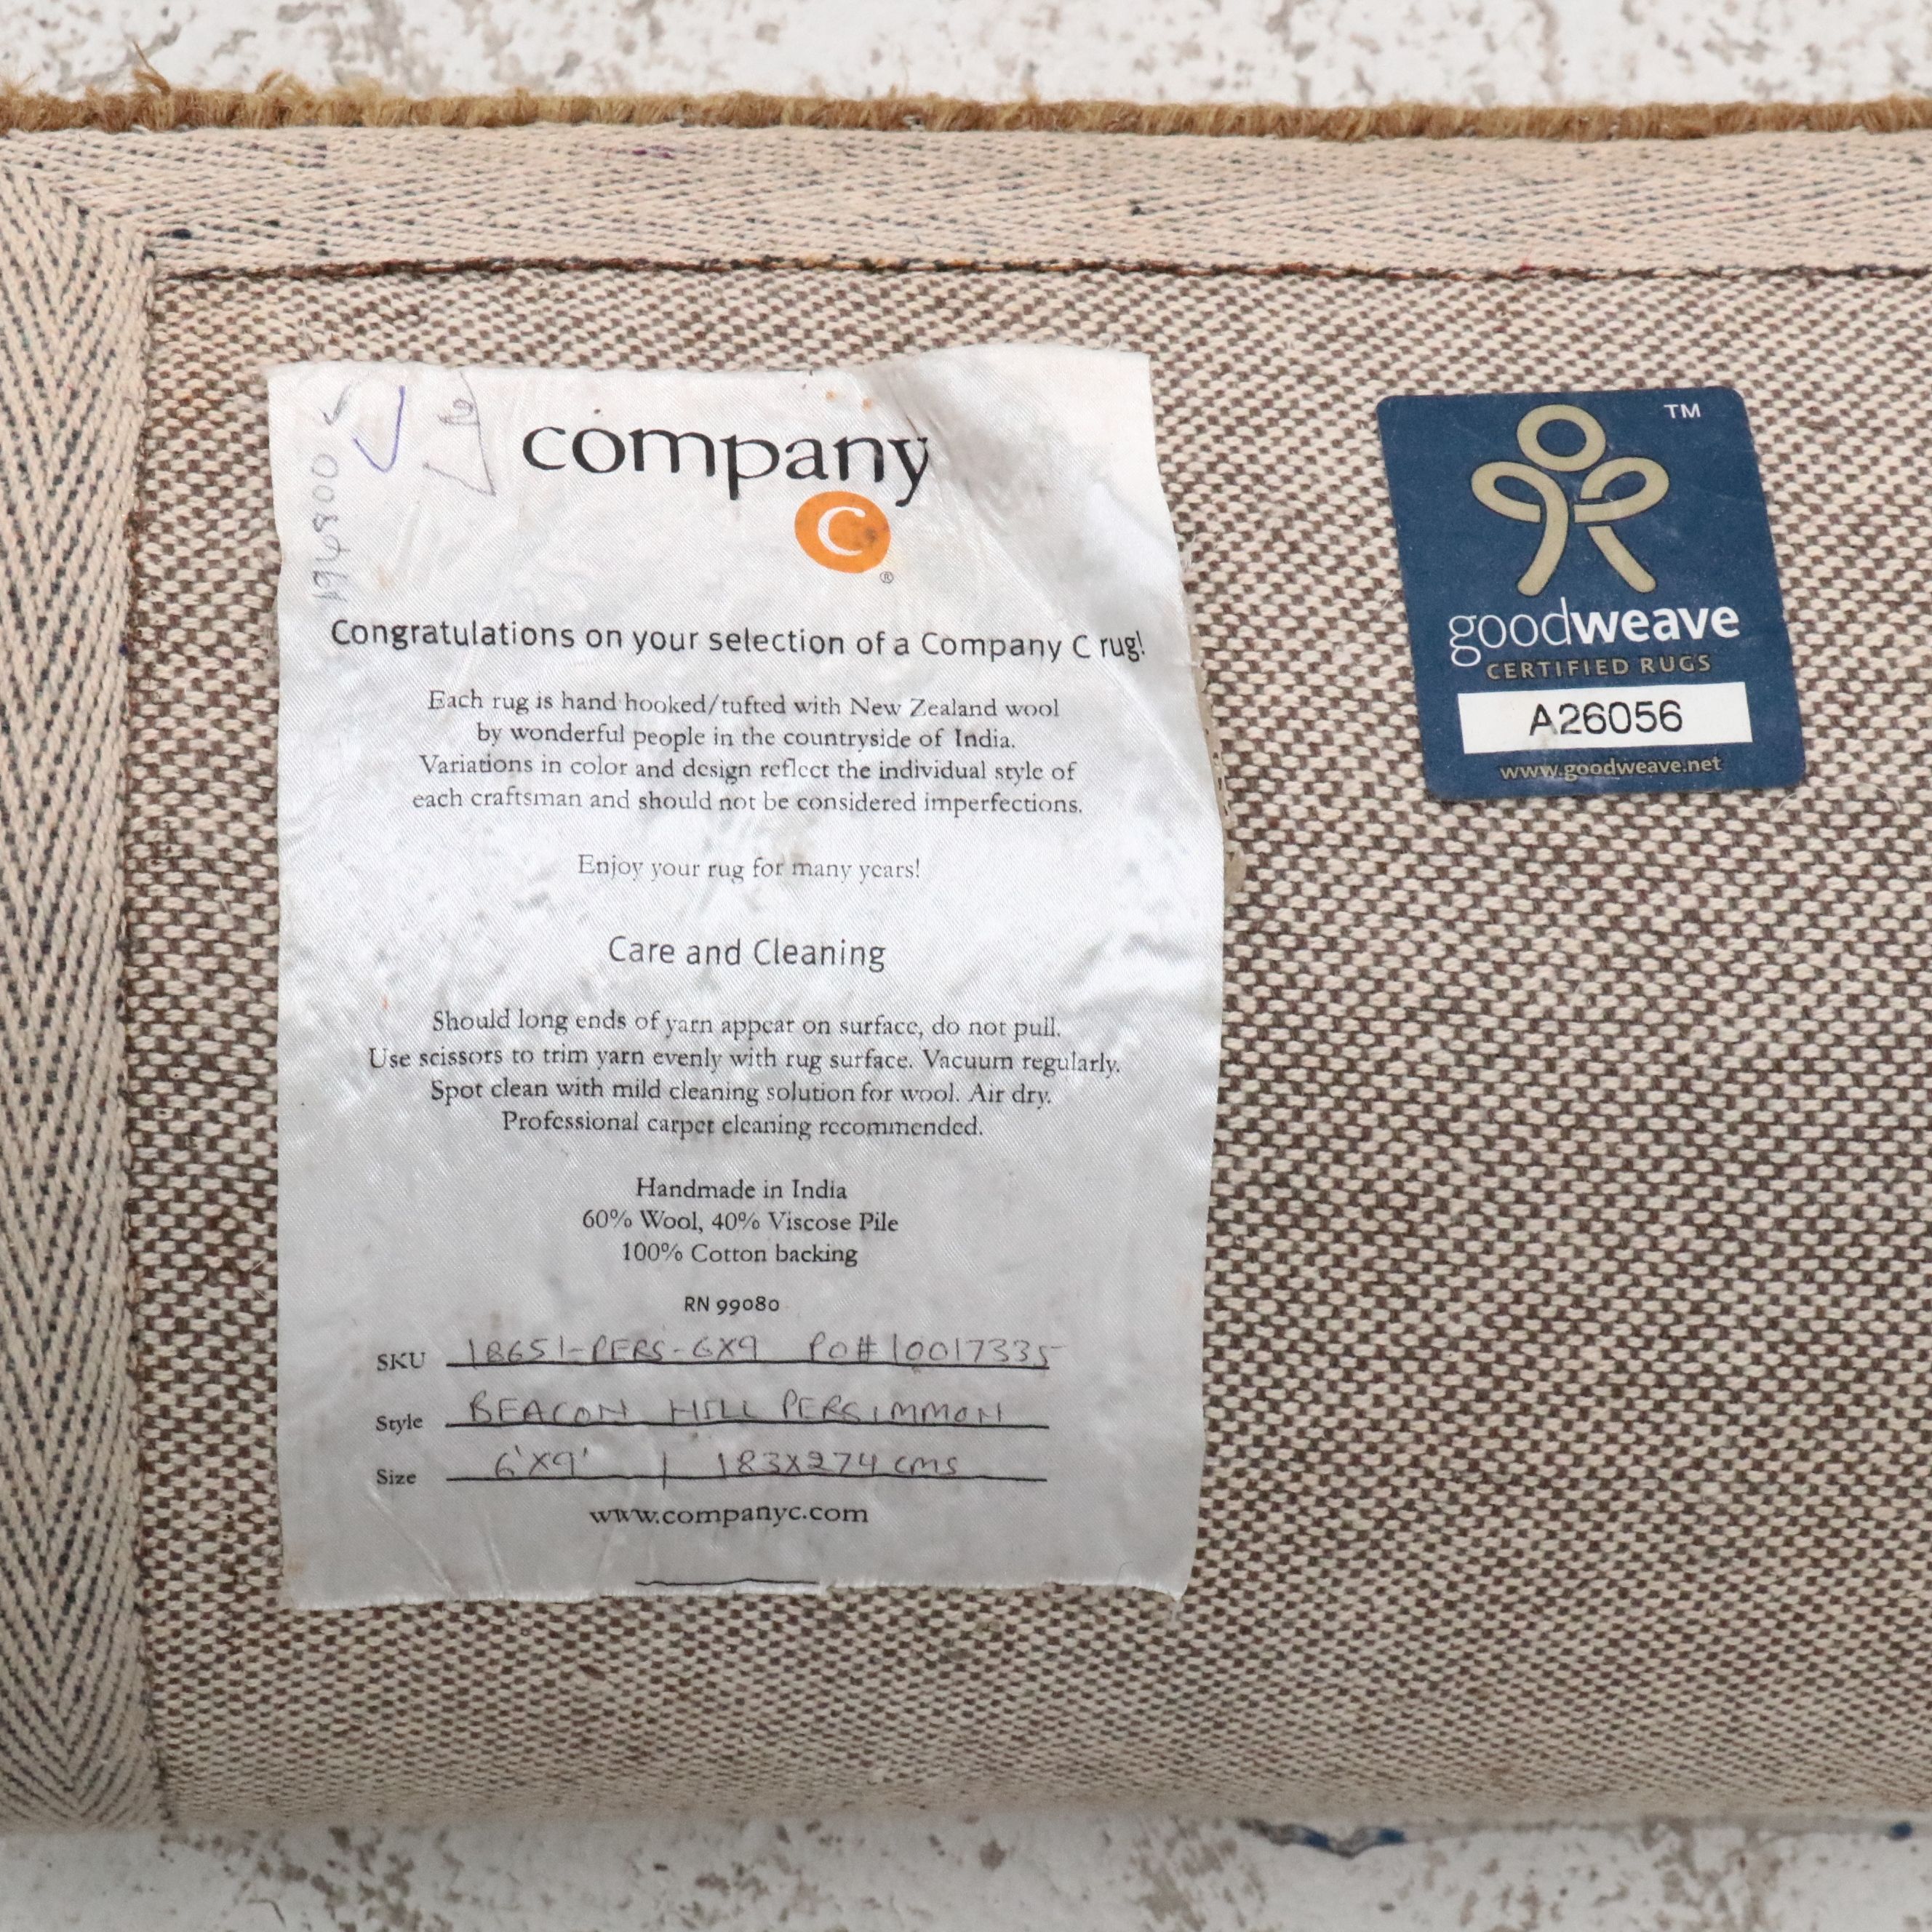 company
C
®
Congratulations on your selection of a Company C rug!
Each rug is hand hooked/tufted with New Zealand wool
by wonderful people in the countryside of India.
Variations in color and design reflect the individual style of
each craftsman and should not be considered imperfections.
Enjoy your rug for many years!
Care and Cleaning
Should long ends of yarn appear on surface, do not pull.
Use scissors to trim yarn evenly with rug surface. Vacuum regularly.
Spot clean with mild cleaning solution for wool. Air dry.
Professional carpet cleaning recommended.
Handmade in India
60% Wool, 40% Viscose Pile
100% Cotton backing
RN 99080
SKU 18651-PERS-6X9 PO#10017335
Style BEACON HILL PERSIMMON
Size 6'X9' | 183X274 cms
www.companyc.com
TM
goodweave
CERTIFIED RUGS
A26056
www.goodweave.net